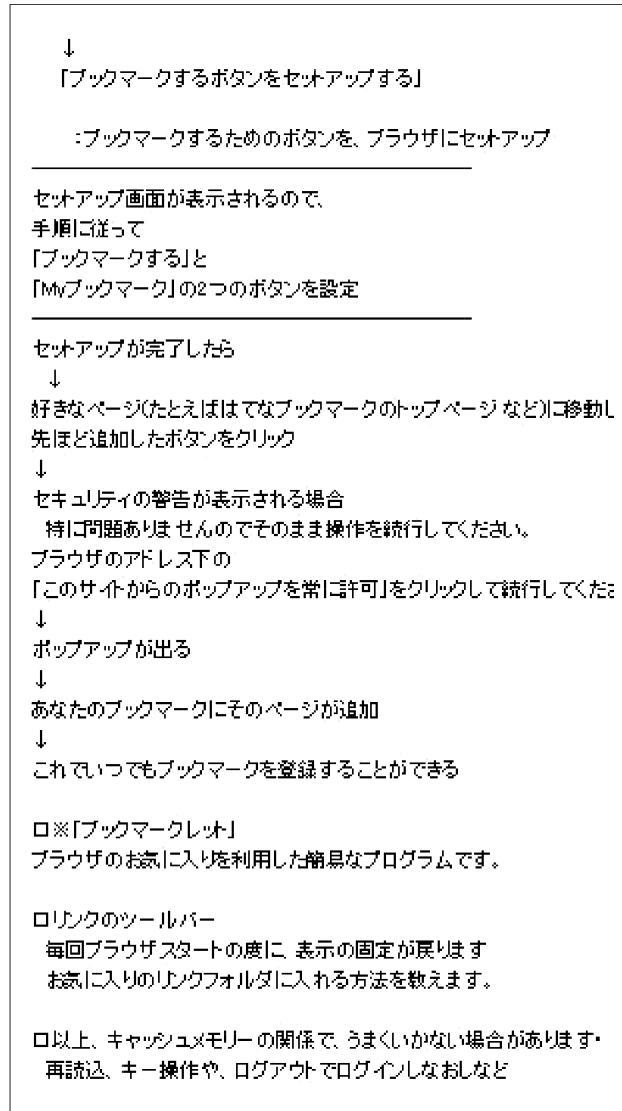 ↓
「ブックマークするボタンをセットアップする」
:ブックマークするためのボタンを、ブラウザにセットアップ
セットアップ画面が表示されるので、
手順に従って
「ブックマークする」と
「Myブックマーク」の2つのボタンを設定
セットアップが完了したら
↓
好きなページ(たとえばはてなブックマークのトップページ など)に移動し
先ほど追加したボタンをクリック
↓
セキュリティの警告が表示される場合
特に問題ありませんのでそのまま操作を続行してください。
ブラウザのアドレス下の
「このサイトからのポップアップを常に許可」をクリックして続行してくださ
↓
ポップアップが出る
↓
あなたのブックマークにそのページが追加
↓
これでいつでもブックマークを登録することができる
□※「ブックマークレット」
ブラウザのお気に入りを利用した簡易なプログラムです。
□リンクのツールバー
毎回ブラウザスタートの度に、表示の固定が戻ります
お気に入りのリンクフォルダに入れる方法を教えます。
□以上、キャッシュメモリーの関係で、うまくいかない場合があります・
再読込、キー操作や、ログアウトでログインしなおしなど